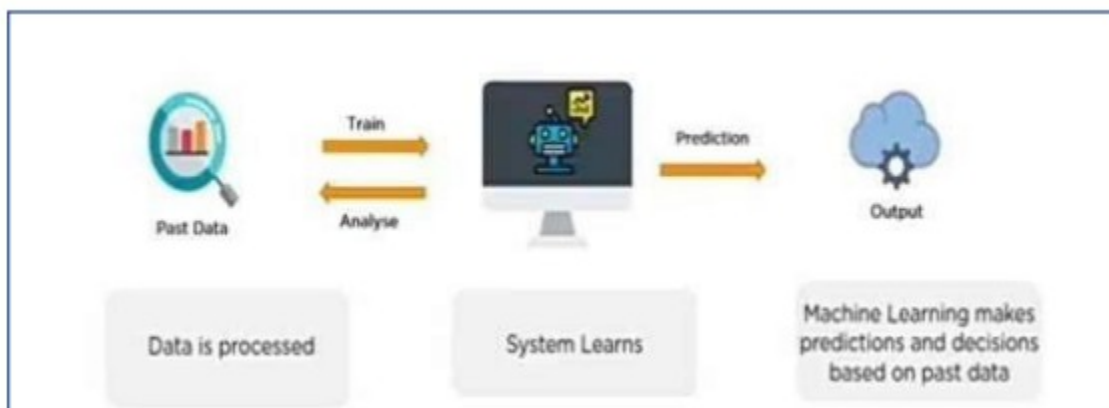 Train
Prediction
Past Data
Analyse
Output
Data is processed
System Learns
Machine Learning makes
predictions and decisions
based on past data